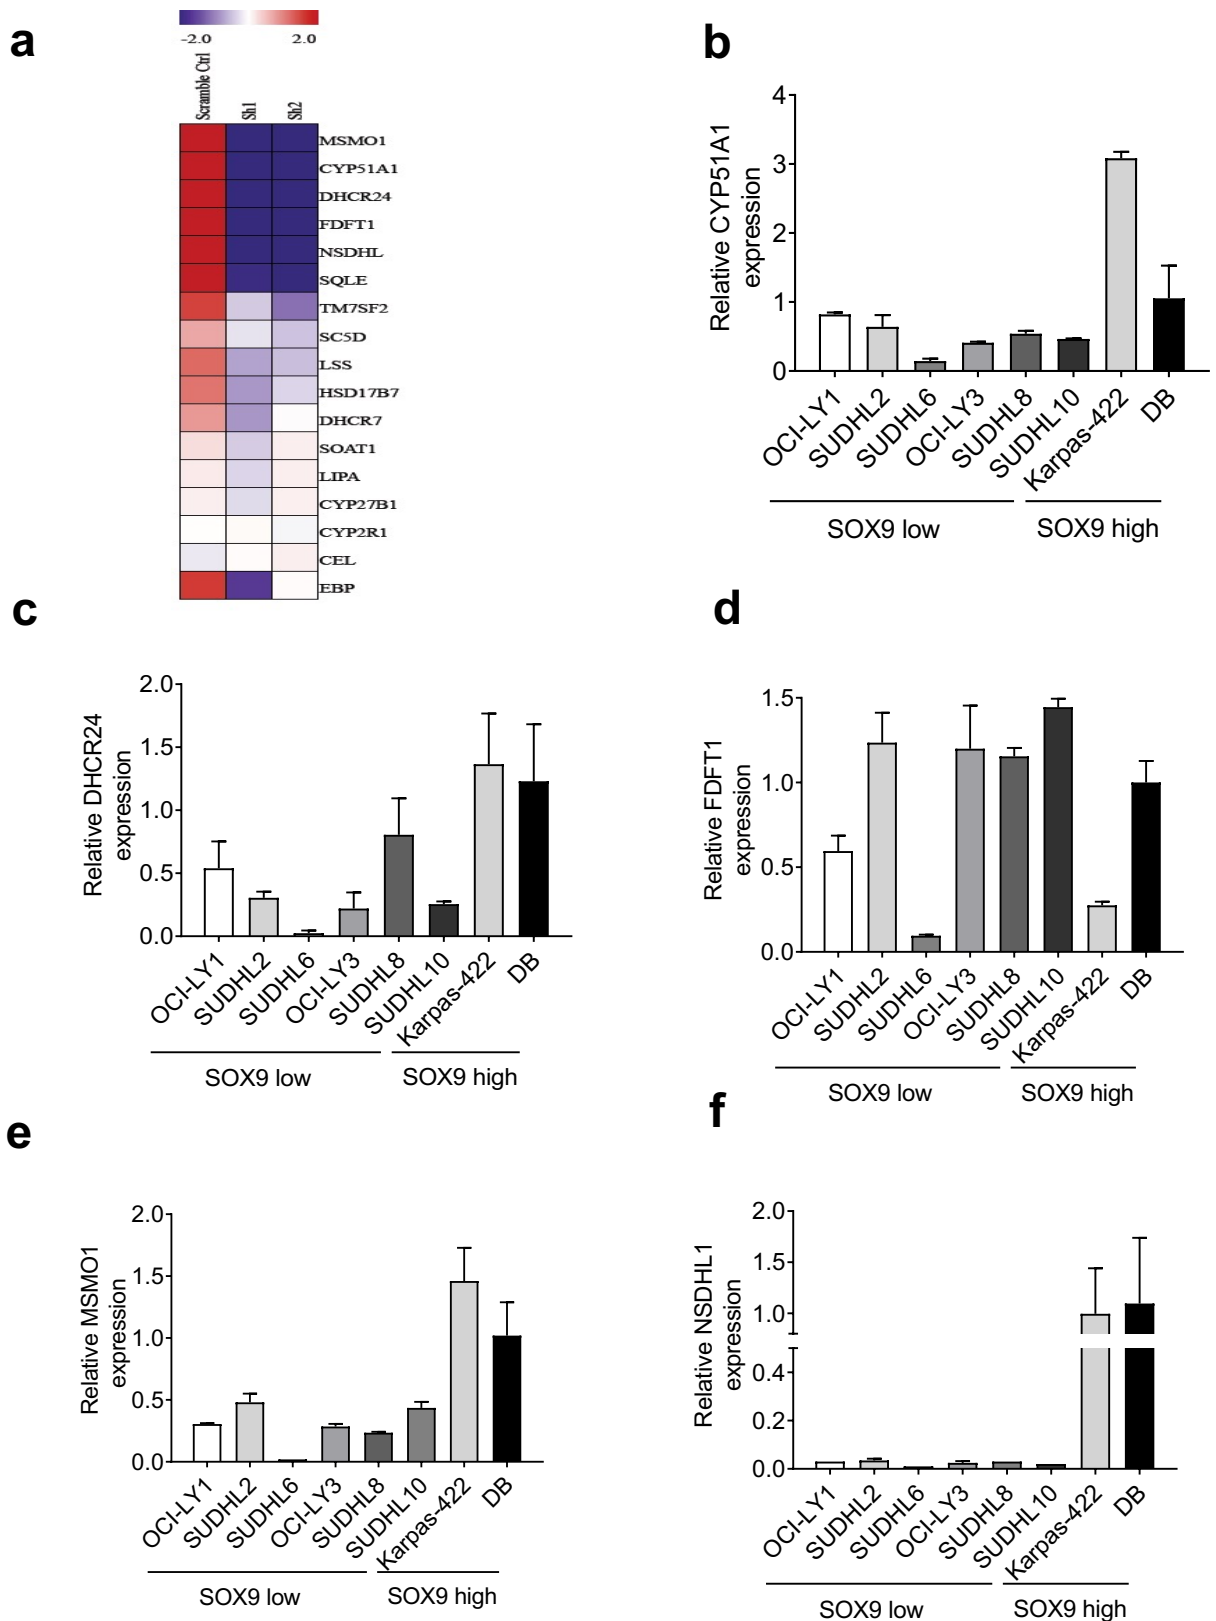 a
-2.0 2.0
Scramble Ctrl
Sh1
Sh2
MSMO1
CYP51A1
DHCR24
FDFT1
NSDHL
SQLE
TM7SF2
SC5D
LSS
HSD17B7
DHCR7
SOAT1
LIPA
CYP27B1
CYP2R1
CEL
EBP
b
Relative CYP51A1
expression
4
3
2
1
0
OCI-LY1
SUDHL2
SUDHL6
OCI-LY3
SUDHL8
SUDHL10
Karpas-422
DB
SOX9 low
SOX9 high
c
Relative DHCR24
expression
2.0
1.5
1.0
0.5
0.0
OCI-LY1
SUDHL2
SUDHL6
OCI-LY3
SUDHL8
SUDHL10
Karpas-422
DB
SOX9 low
SOX9 high
d
Relative FDFT1
expression
1.5
1.0
0.5
0.0
OCI-LY1
SUDHL2
SUDHL6
OCI-LY3
SUDHL8
SUDHL10
Karpas-422
DB
SOX9 low
SOX9 high
e
Relative MSMO1
expression
2.0
1.5
1.0
0.5
0.0
OCI-LY1
SUDHL2
SUDHL6
OCI-LY3
SUDHL8
SUDHL10
Karpas-422
DB
SOX9 low
SOX9 high
f
Relative NSDHL1
expression
2.0
1.5
1.0
0.4
0.2
0.0
OCI-LY1
SUDHL2
SUDHL6
OCI-LY3
SUDHL8
SUDHL10
Karpas-422
DB
SOX9 low
SOX9 high